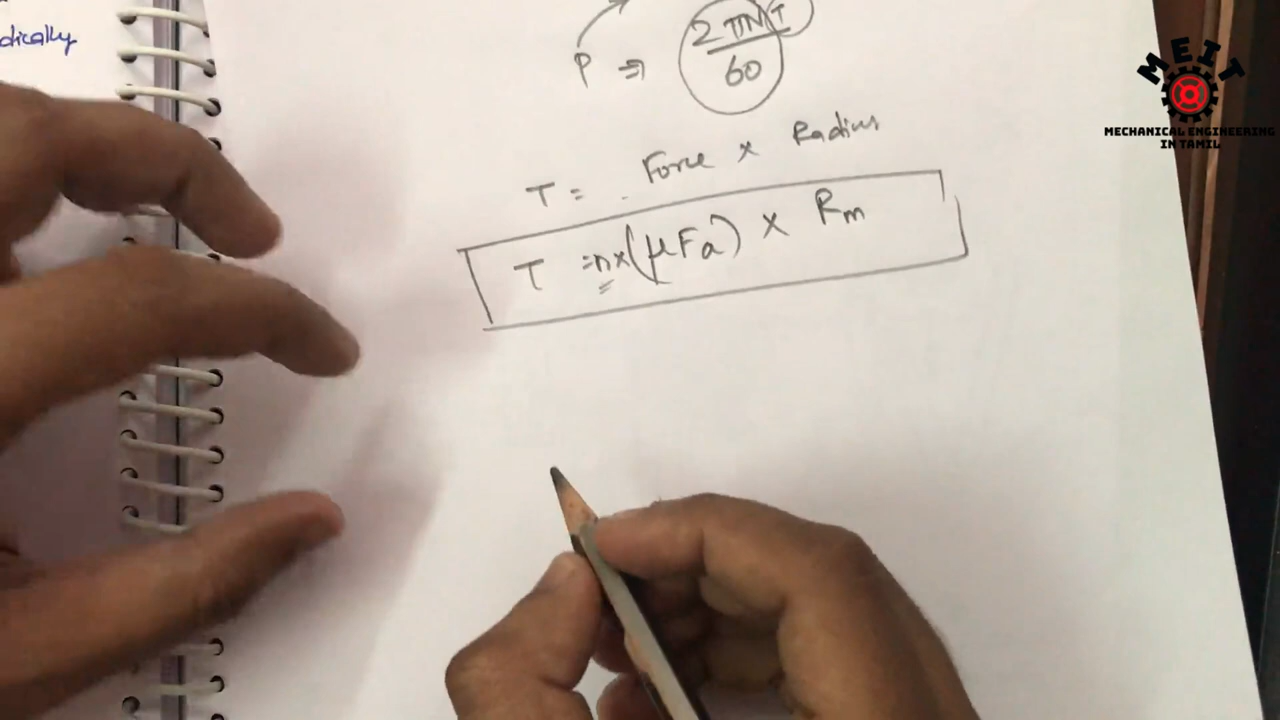 dically
2πNT
P ⇒
60
T = Force × Radius
T = n×(μFa) × Rm
MEIT
MECHANICAL ENGINEERING
IN TAMIL